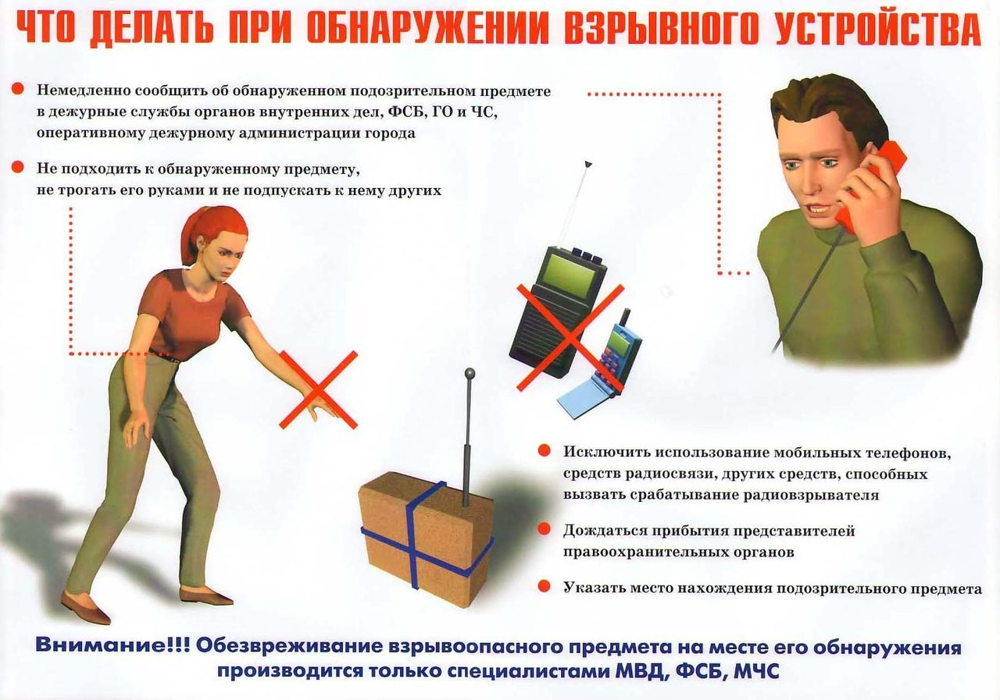 ЧТО ДЕЛАТЬ ПРИ ОБНАРУЖЕНИИ ВЗРЫВНОГО УСТРОЙСТВА
Немедленно сообщить об обнаруженном подозрительном предмете
в дежурные службы органов внутренних дел, ФСБ, ГО и ЧС,
оперативному дежурному администрации города
Не подходить к обнаруженному предмету,
не трогать его руками и не подпускать к нему других
Исключить использование мобильных телефонов,
средств радиосвязи, других средств, способных
вызвать срабатывание радиовзрывателя
Дождаться прибытия представителей
правоохранительных органов
Указать место нахождения подозрительного предмета
Внимание!!! Обезвреживание взрывоопасного предмета на месте его обнаружения
производится только специалистами МВД, ФСБ, МЧС